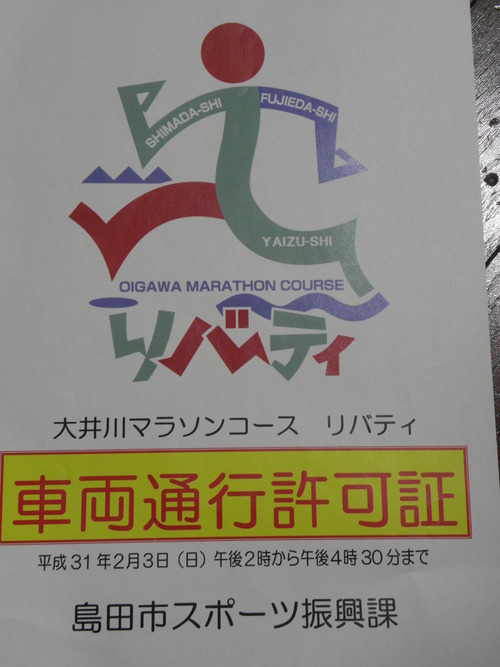 SHIMADA-SHI
FUJIEDA-SHI
YAIZU-SHI
OIGAWA MARATHON COURSE
リバティ
大井川マラソンコース　リバティ
車両通行許可証
平成31年2月3日（日）午後2時から午後4時30分まで
島田市スポーツ振興課